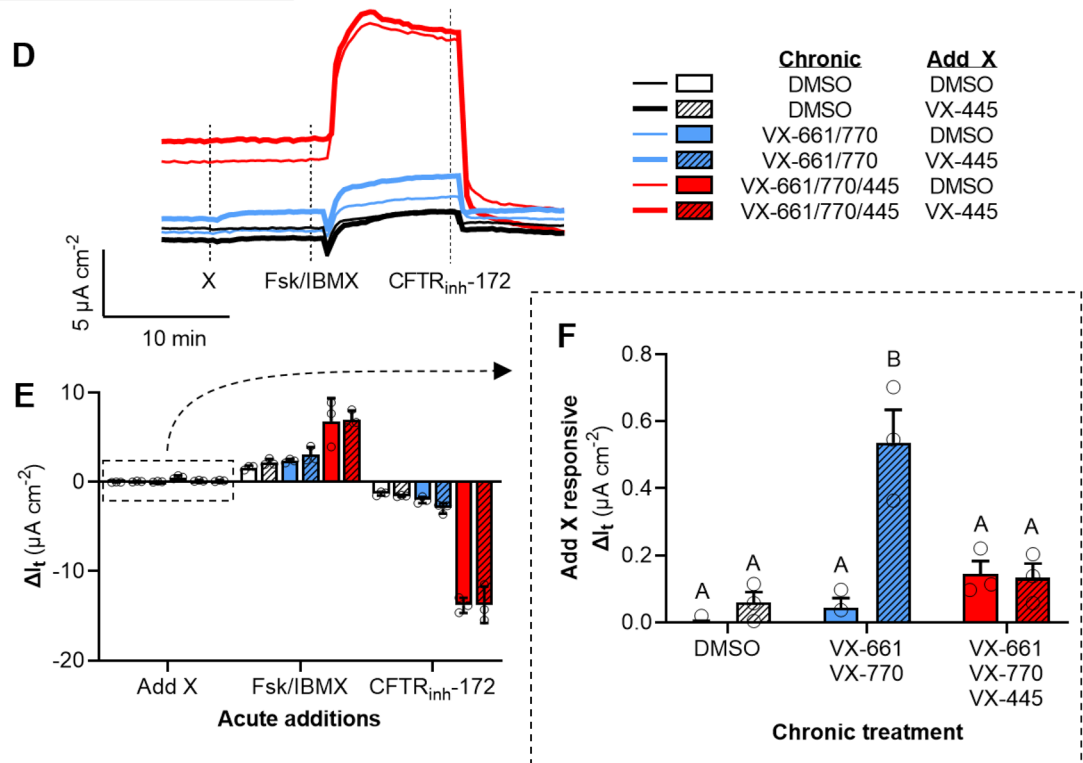 D
Chronic Add X
DMSO DMSO
DMSO VX-445
VX-661/770 DMSO
VX-661/770 VX-445
VX-661/770/445 DMSO
VX-661/770/445 VX-445
X Fsk/IBMX CFTRinh-172
5 µA cm-2
10 min
E
10
0
-10
-20
ΔIt (µA cm-2)
Add X Fsk/IBMX CFTRinh-172
Acute additions
F
0.8
0.6
0.4
0.2
0.0
Add X responsive
ΔIt (µA cm-2)
A A A B A A
DMSO VX-661 VX-661
VX-770 VX-770
VX-445
Chronic treatment